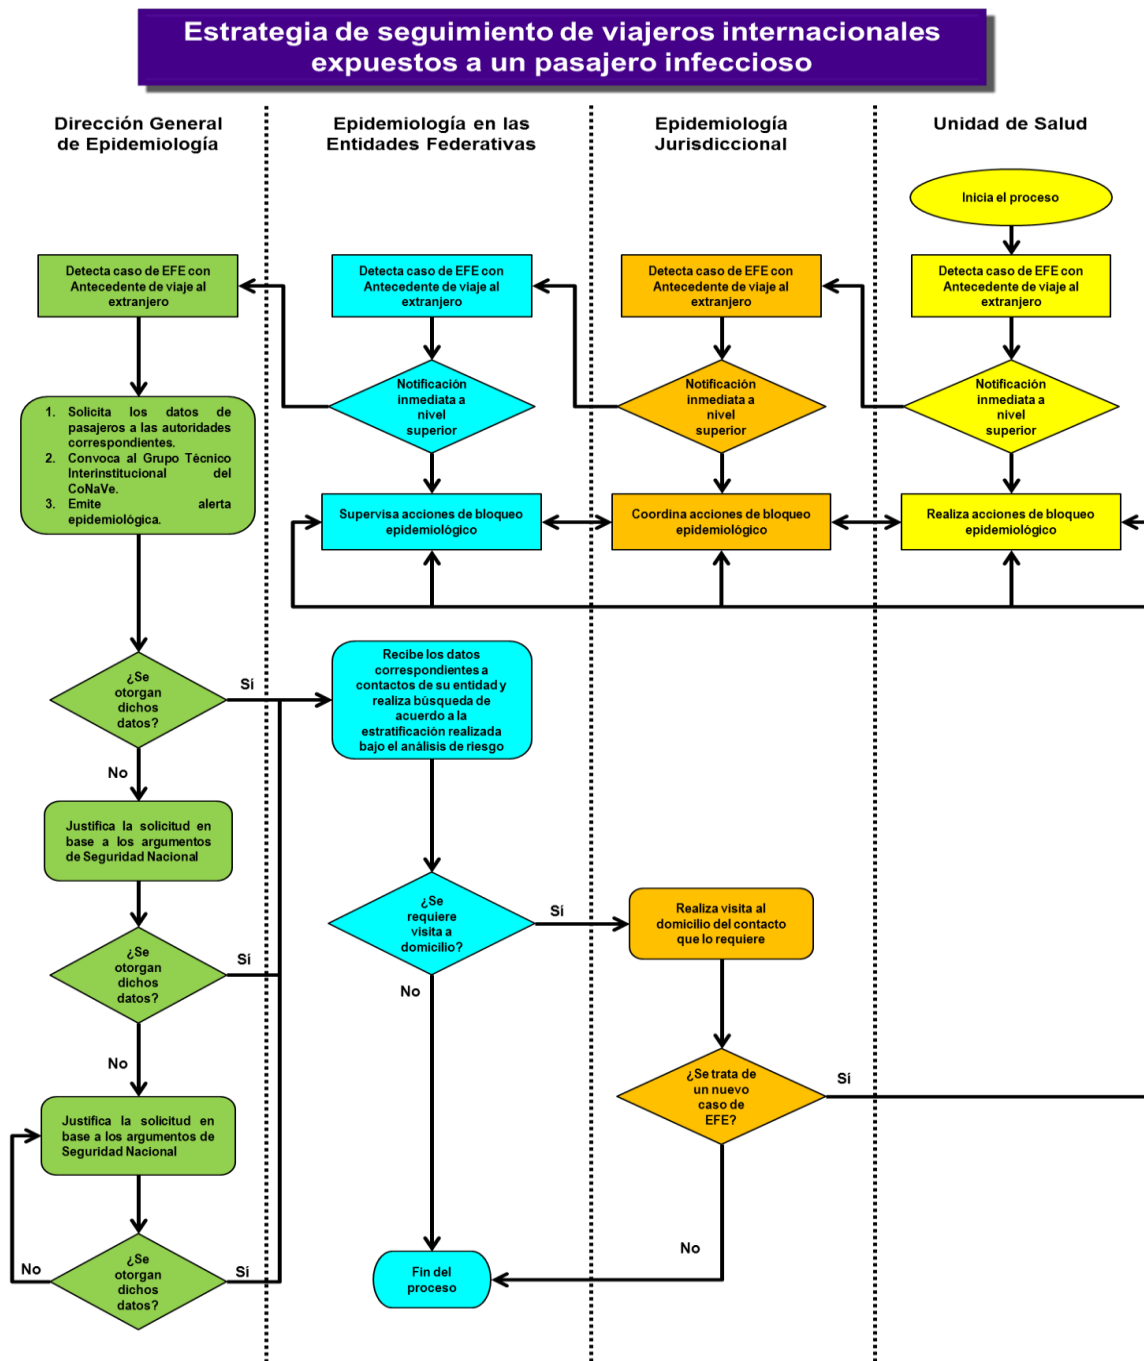 Estrategia de seguimiento de viajeros internacionales
expuestos a un pasajero infeccioso
Dirección General
de Epidemiología
Epidemiología en las
Entidades Federativas
Epidemiología
Jurisdiccional
Unidad de Salud
Inicia el proceso
Detecta caso de EFE con
Antecedente de viaje al
extranjero
Detecta caso de EFE con
Antecedente de viaje al
extranjero
Detecta caso de EFE con
Antecedente de viaje al
extranjero
Detecta caso de EFE con
Antecedente de viaje al
extranjero
1. Solicita los datos de
pasajeros a las autoridades
correspondientes.
2. Convoca al Grupo Técnico
Interinstitucional del
CoNaVe.
3. Emite alerta
epidemiológica.
Notificación
inmediata a
nivel
superior
Notificación
inmediata a
nivel
superior
Notificación
inmediata a
nivel
superior
Supervisa acciones de bloqueo
epidemiológico
Coordina acciones de bloqueo
epidemiológico
Realiza acciones de bloqueo
epidemiológico
¿Se
otorgan
dichos
datos?
Sí
No
Recibe los datos
correspondientes a
contactos de su entidad y
realiza búsqueda de
acuerdo a la
estratificación realizada
bajo el análisis de riesgo
Justifica la solicitud en
base a los argumentos
de Seguridad Nacional
¿Se
requiere
visita a
domicilio?
Sí
No
Realiza visita al
domicilio del contacto
que lo requiere
¿Se
otorgan
dichos
datos?
Sí
No
¿Se trata de
un nuevo
caso de
EFE?
Sí
No
Justifica la solicitud en
base a los argumentos de
Seguridad Nacional
¿Se
otorgan
dichos
datos?
No
Sí
Fin del
proceso